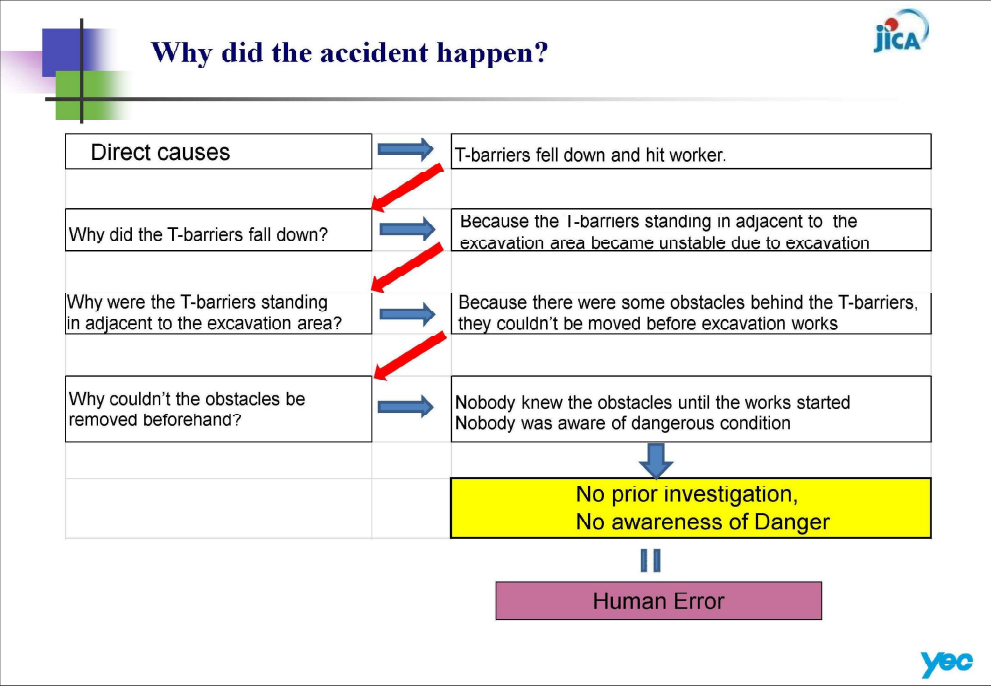 Why did the accident happen?
JICA
Direct causes
T-barriers fell down and hit worker.
Why did the T-barriers fall down?
Because the T-barriers standing in adjacent to the
excavation area became unstable due to excavation
Why were the T-barriers standing
in adjacent to the excavation area?
Because there were some obstacles behind the T-barriers,
they couldn't be moved before excavation works
Why couldn't the obstacles be
removed beforehand?
Nobody knew the obstacles until the works started
Nobody was aware of dangerous condition
No prior investigation,
No awareness of Danger
Human Error
yec